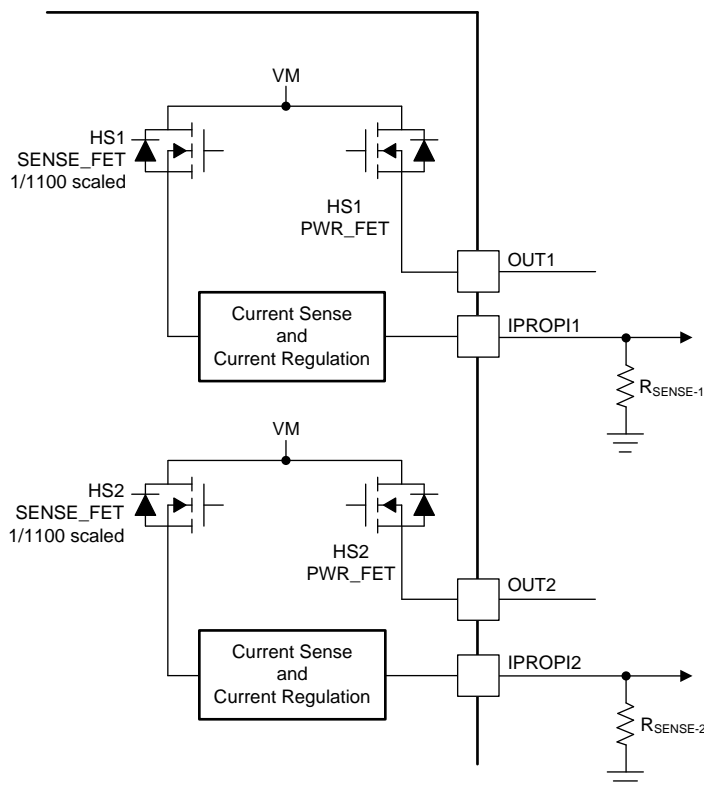 VM
HS1
SENSE_FET
1/1100 scaled
HS1
PWR_FET
OUT1
Current Sense
and
Current Regulation
IPROPI1
RSENSE-1
VM
HS2
SENSE_FET
1/1100 scaled
HS2
PWR_FET
OUT2
Current Sense
and
Current Regulation
IPROPI2
RSENSE-2